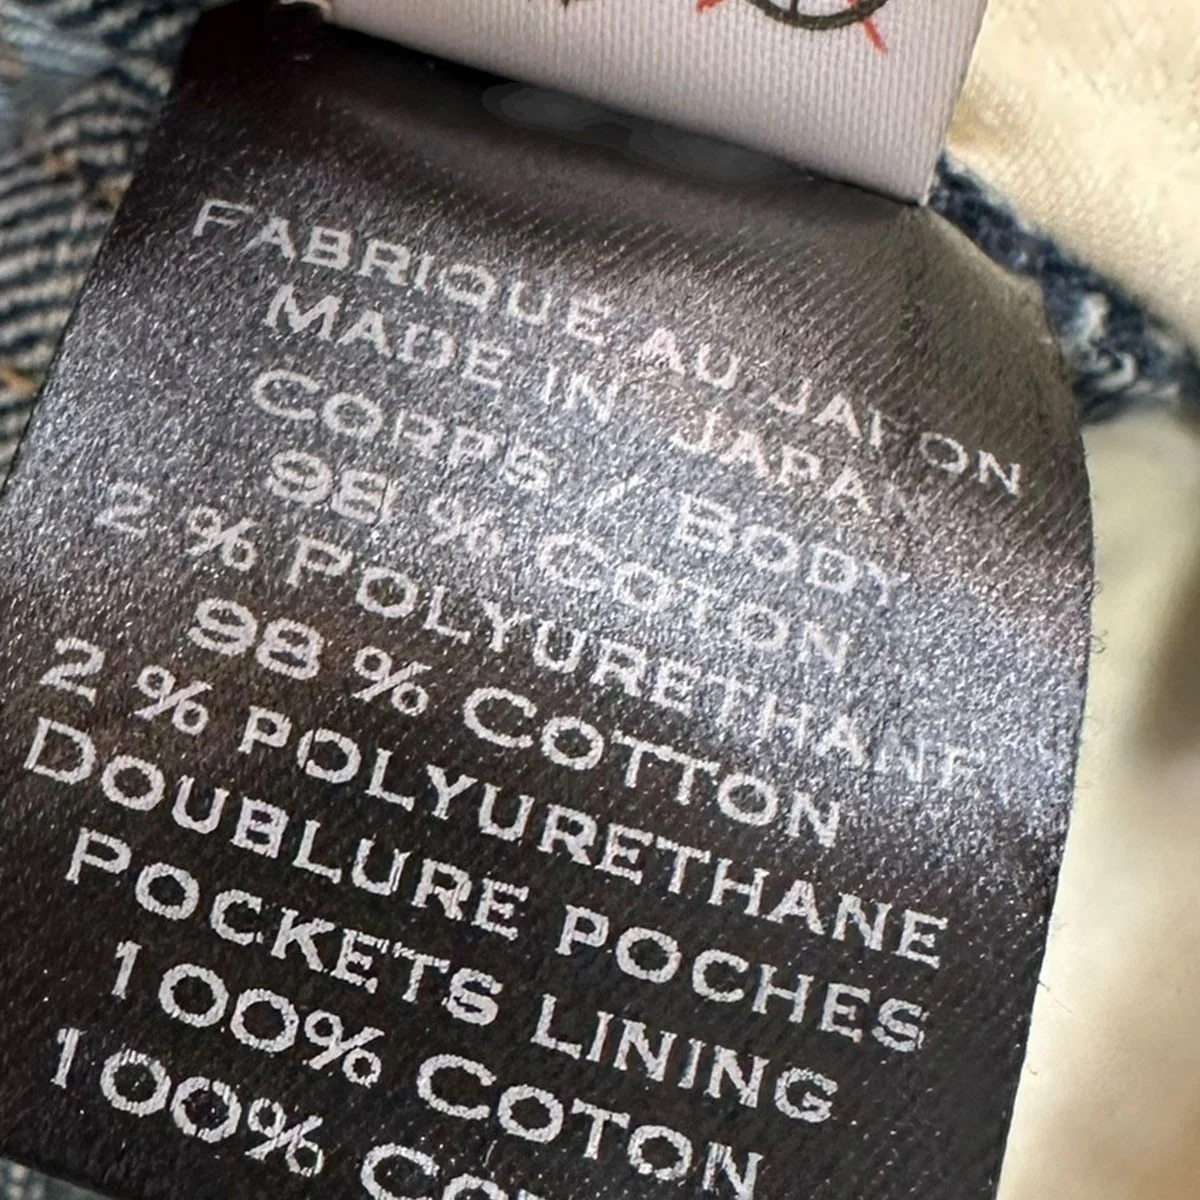 FABRIQUÉ AU JAPON
MADE IN JAPAN
CORPS / BODY
98 % COTON
2 % POLYURETHANE
98 % COTTON
2 % POLYURETHANE
DOUBLURE POCHES
POCKETS LINING
100% COTON
100%